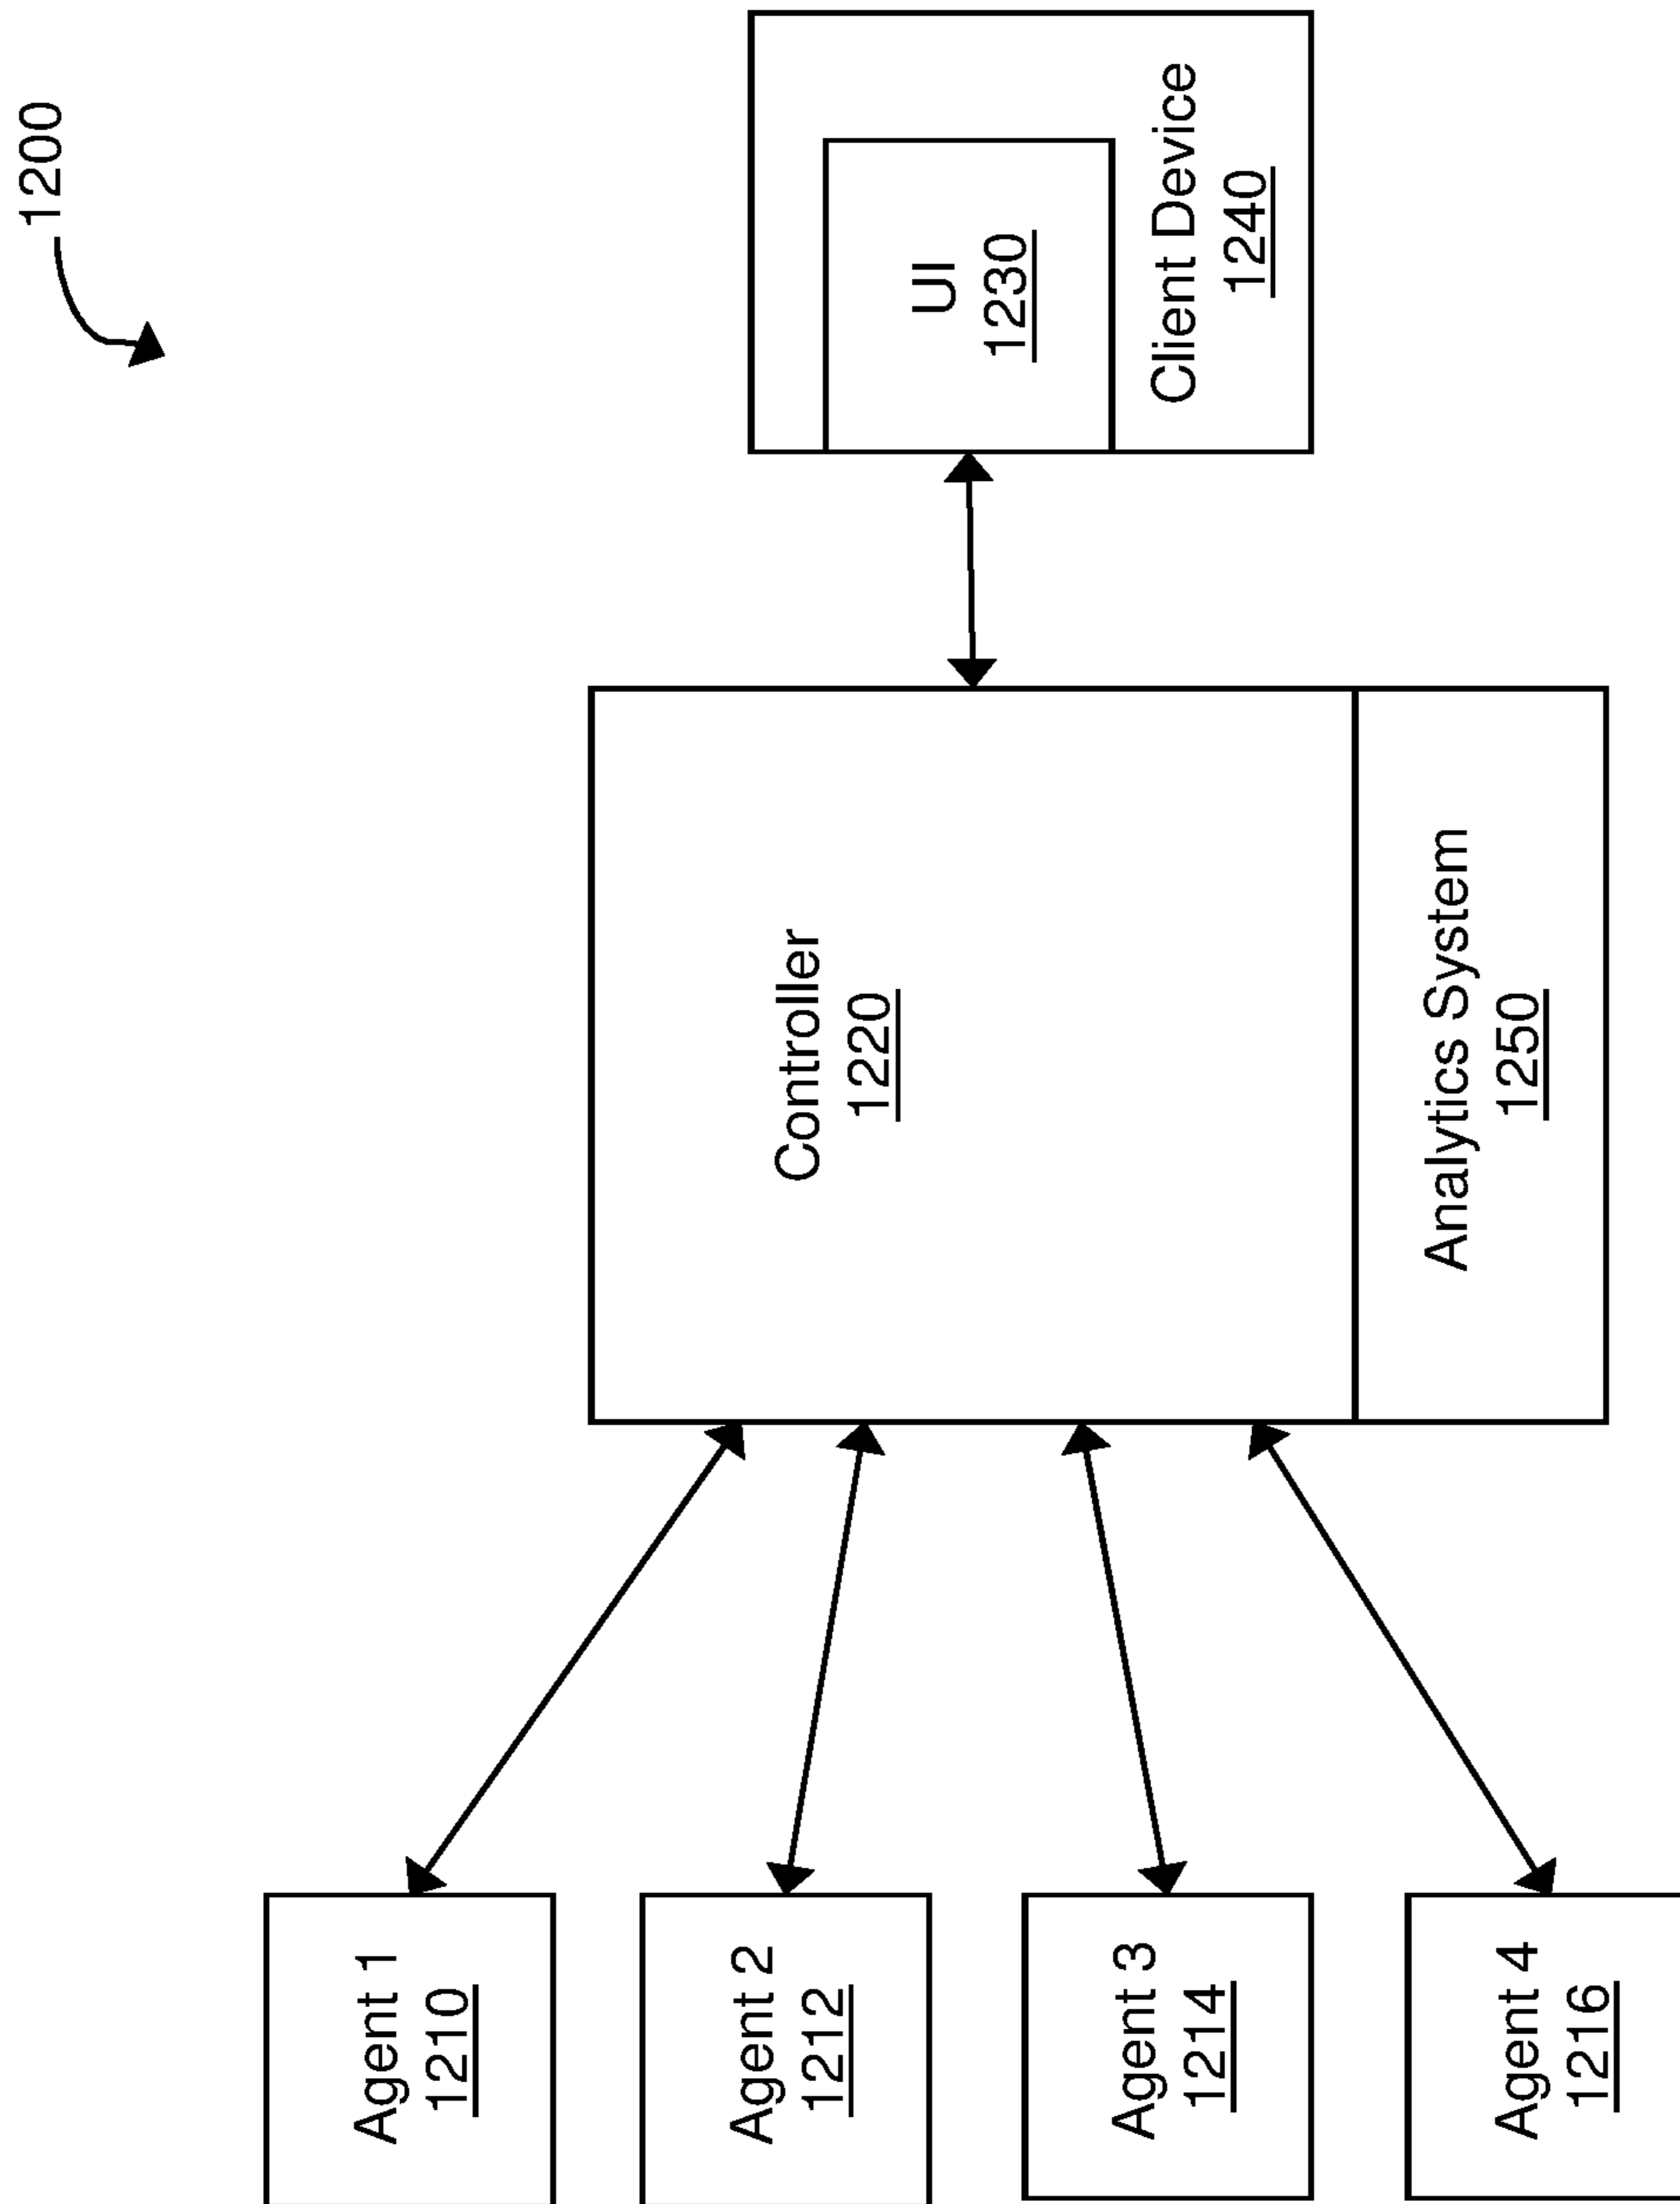 1200
Agent 1
1210
Agent 2
1212
Agent 3
1214
Agent 4
1216
Controller
1220
Analytics System
1250
UI
1230
Client Device
1240